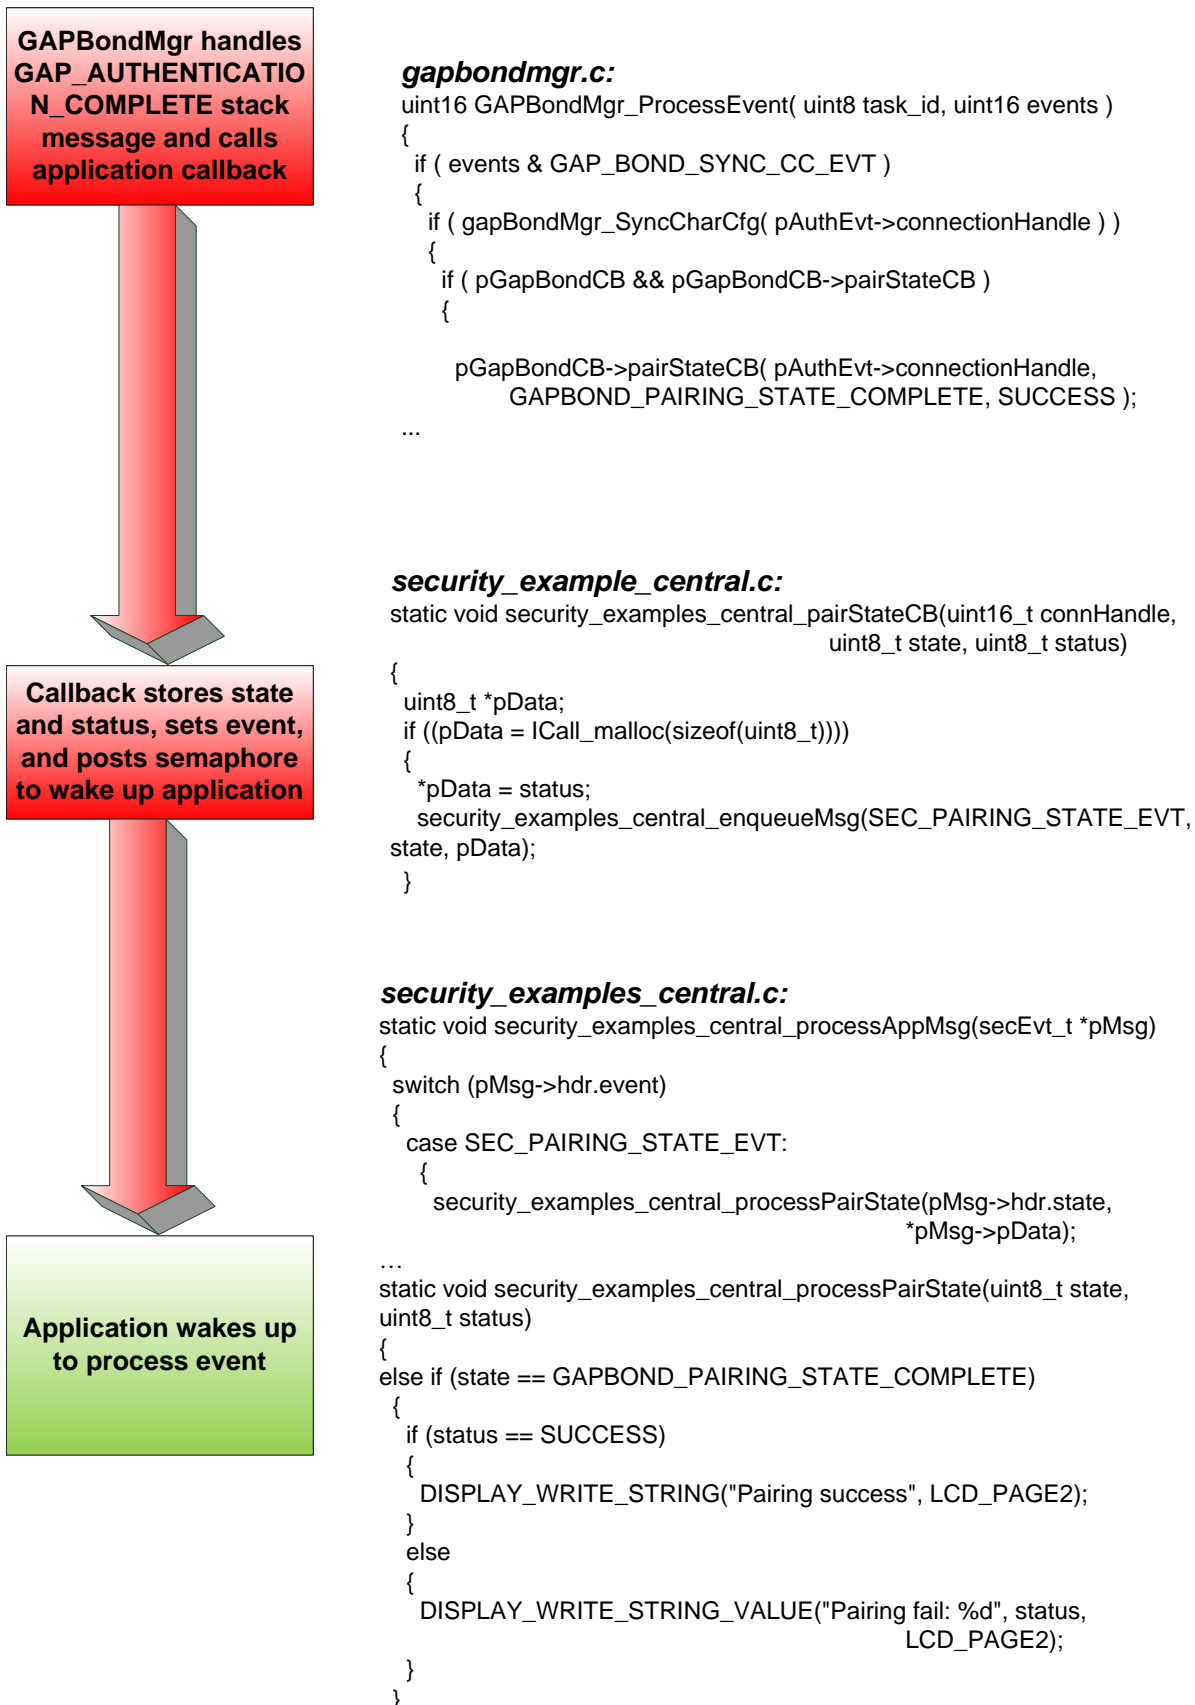 GAPBondMgr handles
GAP_AUTHENTICATIO
N_COMPLETE stack
message and calls
application callback
gapbondmgr.c:
uint16 GAPBondMgr_ProcessEvent( uint8 task_id, uint16 events )
{
if ( events & GAP_BOND_SYNC_CC_EVT )
{
if ( gapBondMgr_SyncCharCfg( pAuthEvt->connectionHandle ) )
{
if ( pGapBondCB && pGapBondCB->pairStateCB )
{
pGapBondCB->pairStateCB( pAuthEvt->connectionHandle,
GAPBOND_PAIRING_STATE_COMPLETE, SUCCESS );
...
Callback stores state
and status, sets event,
and posts semaphore
to wake up application
security_example_central.c:
static void security_examples_central_pairStateCB(uint16_t connHandle,
uint8_t state, uint8_t status)
{
uint8_t *pData;
if ((pData = ICall_malloc(sizeof(uint8_t))))
{
*pData = status;
security_examples_central_enqueueMsg(SEC_PAIRING_STATE_EVT,
state, pData);
}
security_examples_central.c:
static void security_examples_central_processAppMsg(secEvt_t *pMsg)
{
switch (pMsg->hdr.event)
{
case SEC_PAIRING_STATE_EVT:
{
security_examples_central_processPairState(pMsg->hdr.state,
*pMsg->pData);
…
static void security_examples_central_processPairState(uint8_t state,
uint8_t status)
{
else if (state == GAPBOND_PAIRING_STATE_COMPLETE)
{
if (status == SUCCESS)
{
DISPLAY_WRITE_STRING("Pairing success", LCD_PAGE2);
}
else
{
DISPLAY_WRITE_STRING_VALUE("Pairing fail: %d", status,
LCD_PAGE2);
}
}
Application wakes up
to process event